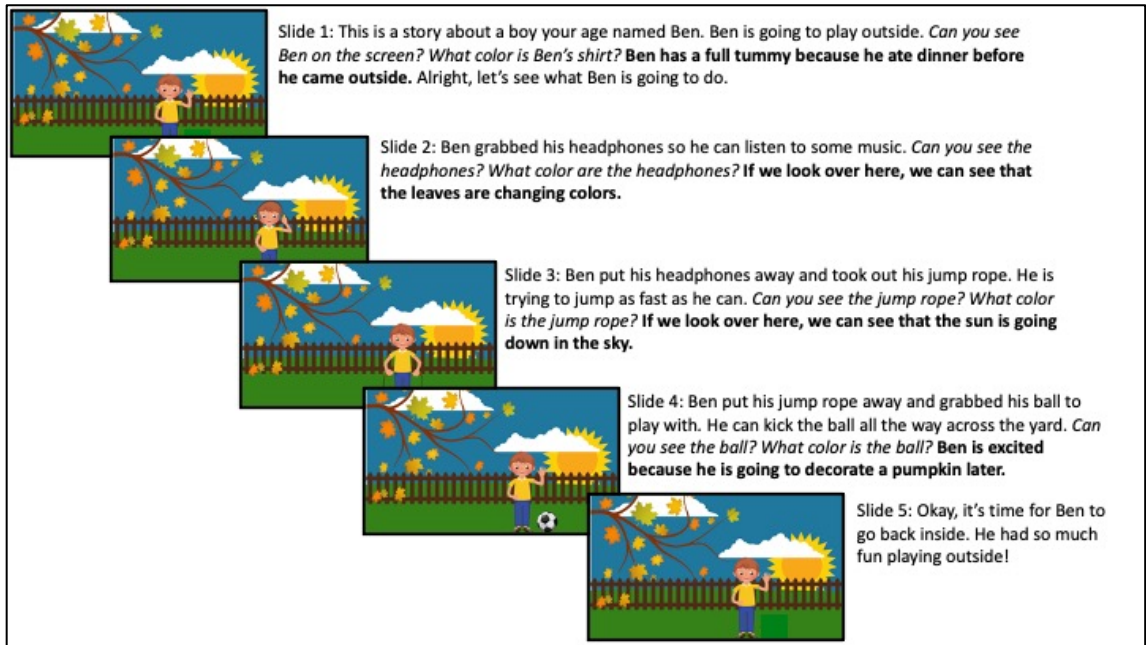 Slide 1: This is a story about a boy your age named Ben. Ben is going to play outside. Can you see
Ben on the screen? What color is Ben's shirt? Ben has a full tummy because he ate dinner before
he came outside. Alright, let's see what Ben is going to do.
Slide 2: Ben grabbed his headphones so he can listen to some music. Can you see the
headphones? What color are the headphones? If we look over here, we can see that
the leaves are changing colors.
Slide 3: Ben put his headphones away and took out his jump rope. He is
trying to jump as fast as he can. Can you see the jump rope? What color
is the jump rope? If we look over here, we can see that the sun is going
down in the sky.
Slide 4: Ben put his jump rope away and grabbed his ball to
play with. He can kick the ball all the way across the yard. Can
you see the ball? What color is the ball? Ben is excited
because he is going to decorate a pumpkin later.
Slide 5: Okay, it's time for Ben to
go back inside. He had so much
fun playing outside!